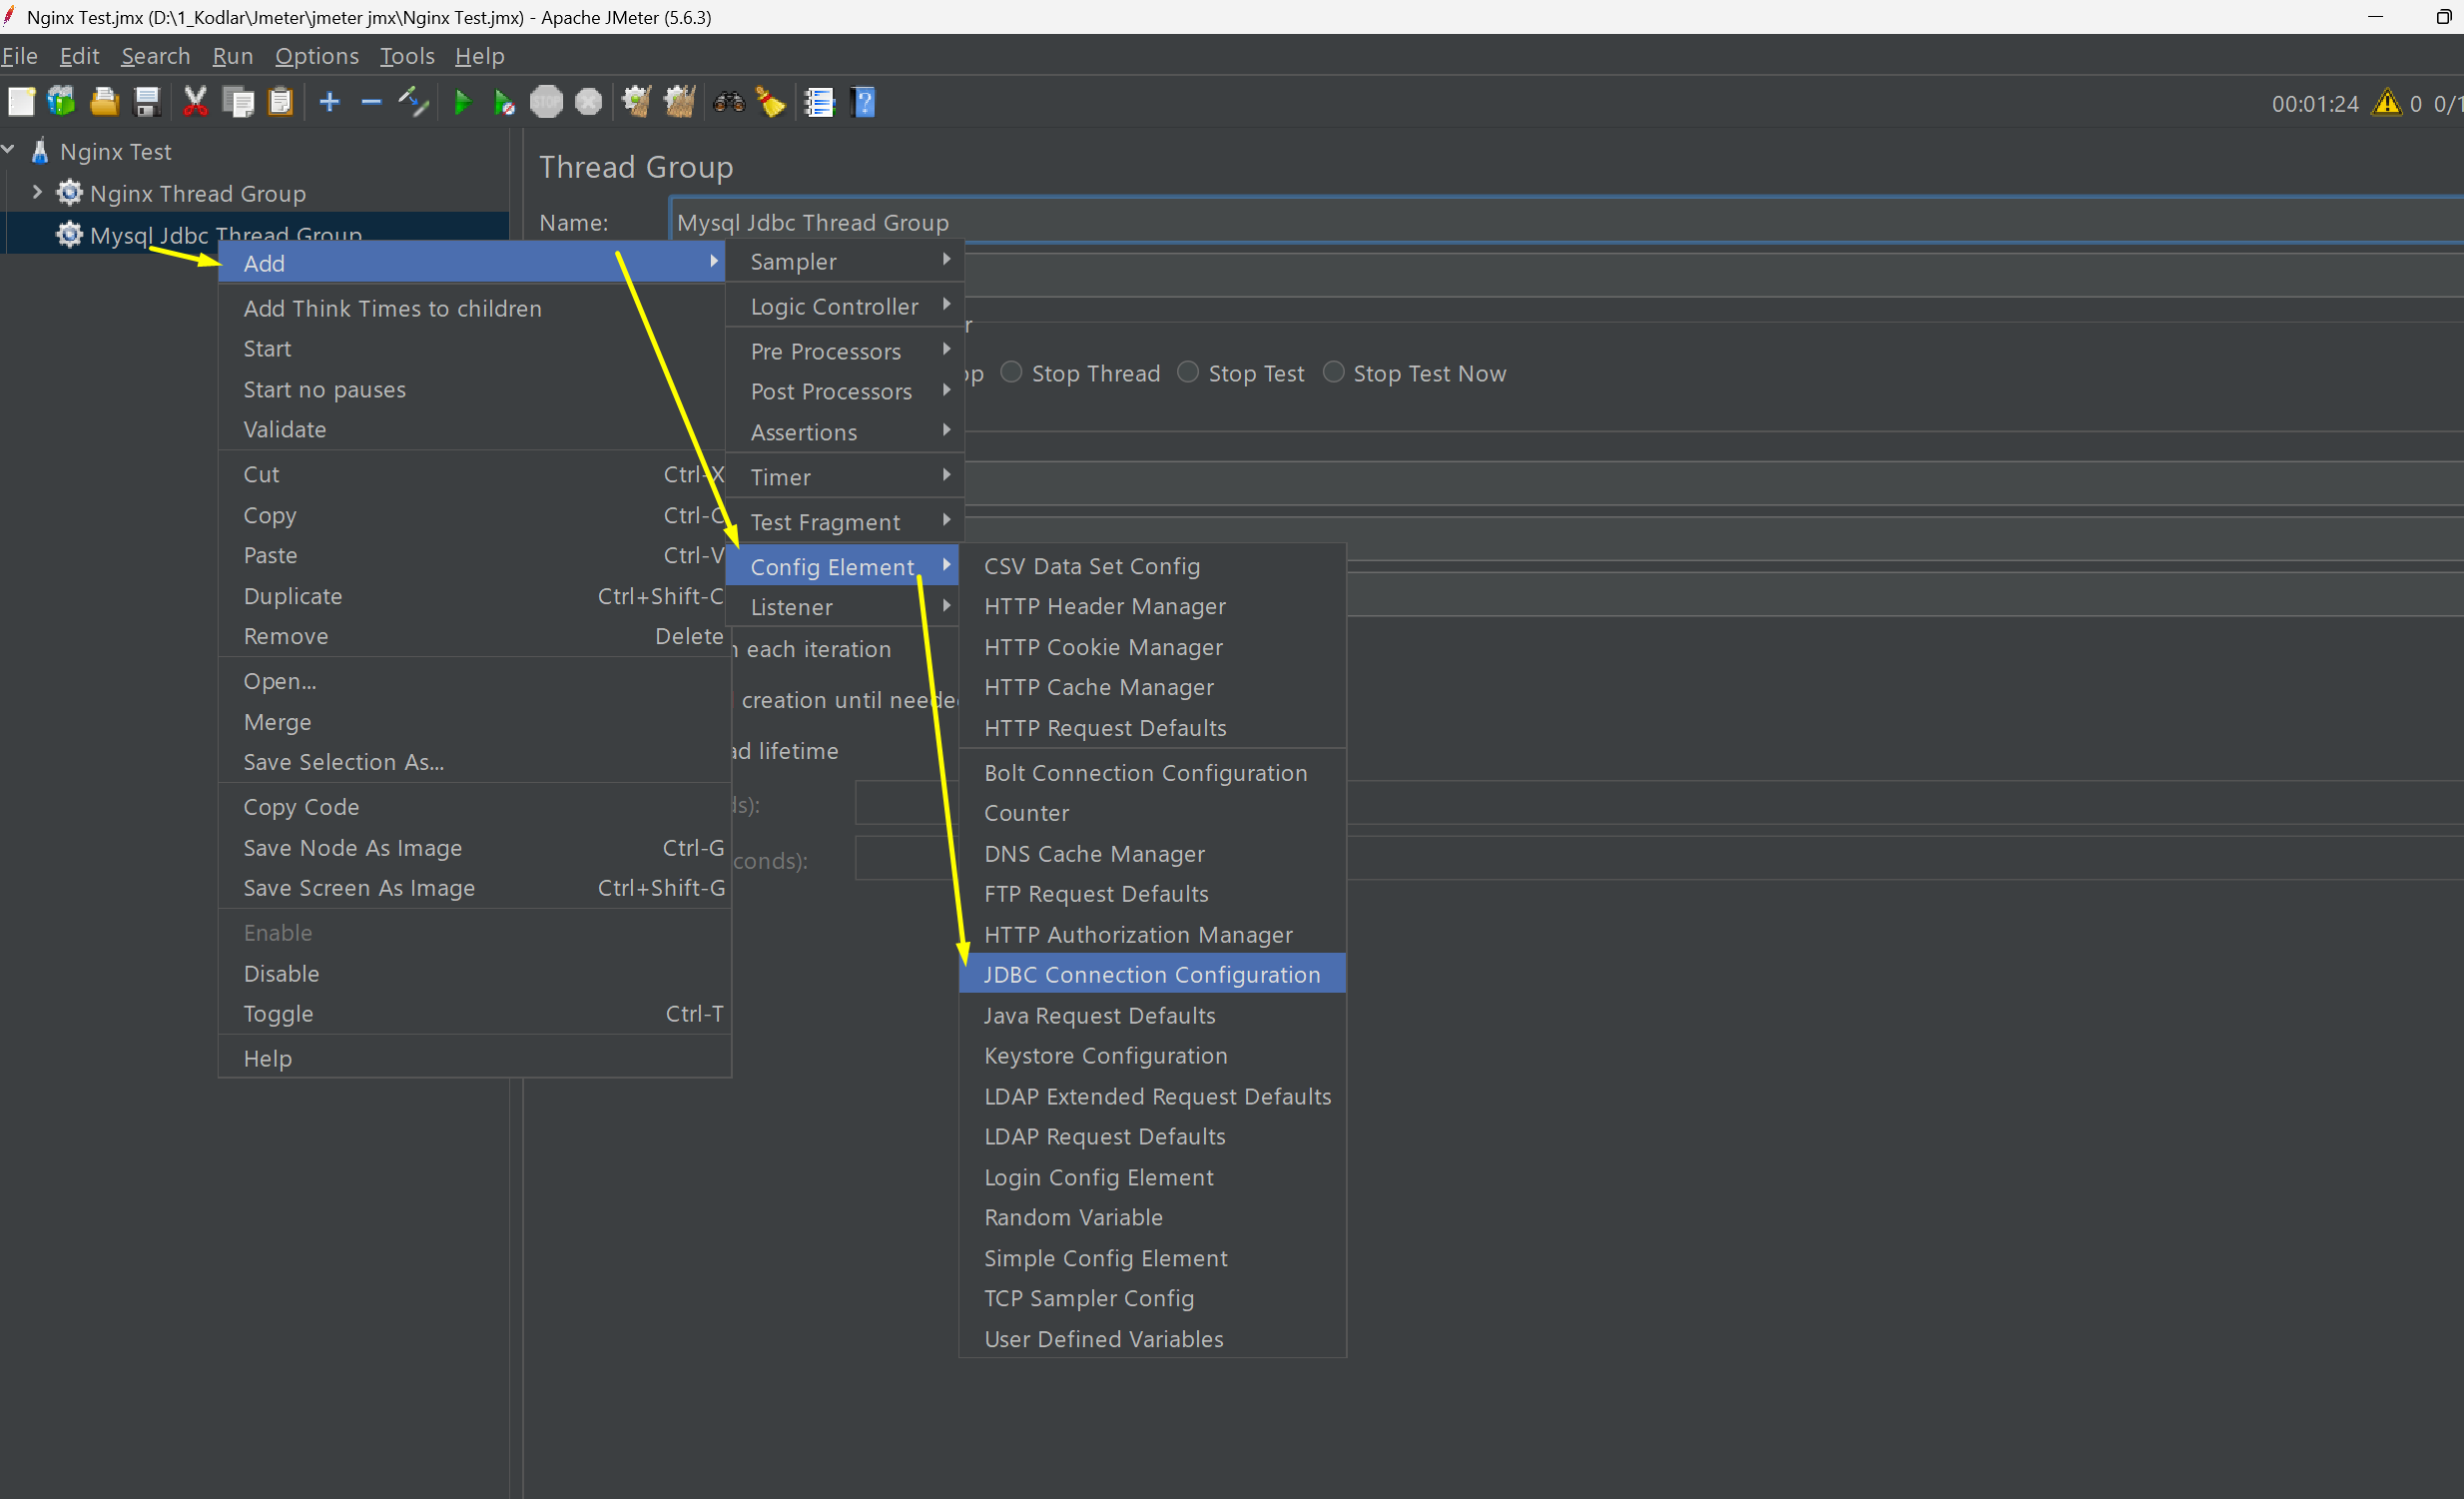 Nginx Test.jmx (D:\1_Kodlar\Jmeter\jmeter jmx\Nginx Test.jmx) - Apache JMeter (5.6.3)
File Edit Search Run Options Tools Help
00:01:24 0 0/1
Nginx Test
Nginx Thread Group
Mysql Jdbc Thread Group
Thread Group
Name: Mysql Jdbc Thread Group
Stop Thread Stop Test Stop Test Now
each iteration
creation until neede
ad lifetime
ds):
conds):
Add
Add Think Times to children
Start
Start no pauses
Validate
Cut Ctrl-X
Copy Ctrl-C
Paste Ctrl-V
Duplicate Ctrl+Shift-C
Remove Delete
Open...
Merge
Save Selection As...
Copy Code
Save Node As Image Ctrl-G
Save Screen As Image Ctrl+Shift-G
Enable
Disable
Toggle Ctrl-T
Help
Sampler
Logic Controller
Pre Processors
Post Processors
Assertions
Timer
Test Fragment
Config Element
Listener
CSV Data Set Config
HTTP Header Manager
HTTP Cookie Manager
HTTP Cache Manager
HTTP Request Defaults
Bolt Connection Configuration
Counter
DNS Cache Manager
FTP Request Defaults
HTTP Authorization Manager
JDBC Connection Configuration
Java Request Defaults
Keystore Configuration
LDAP Extended Request Defaults
LDAP Request Defaults
Login Config Element
Random Variable
Simple Config Element
TCP Sampler Config
User Defined Variables